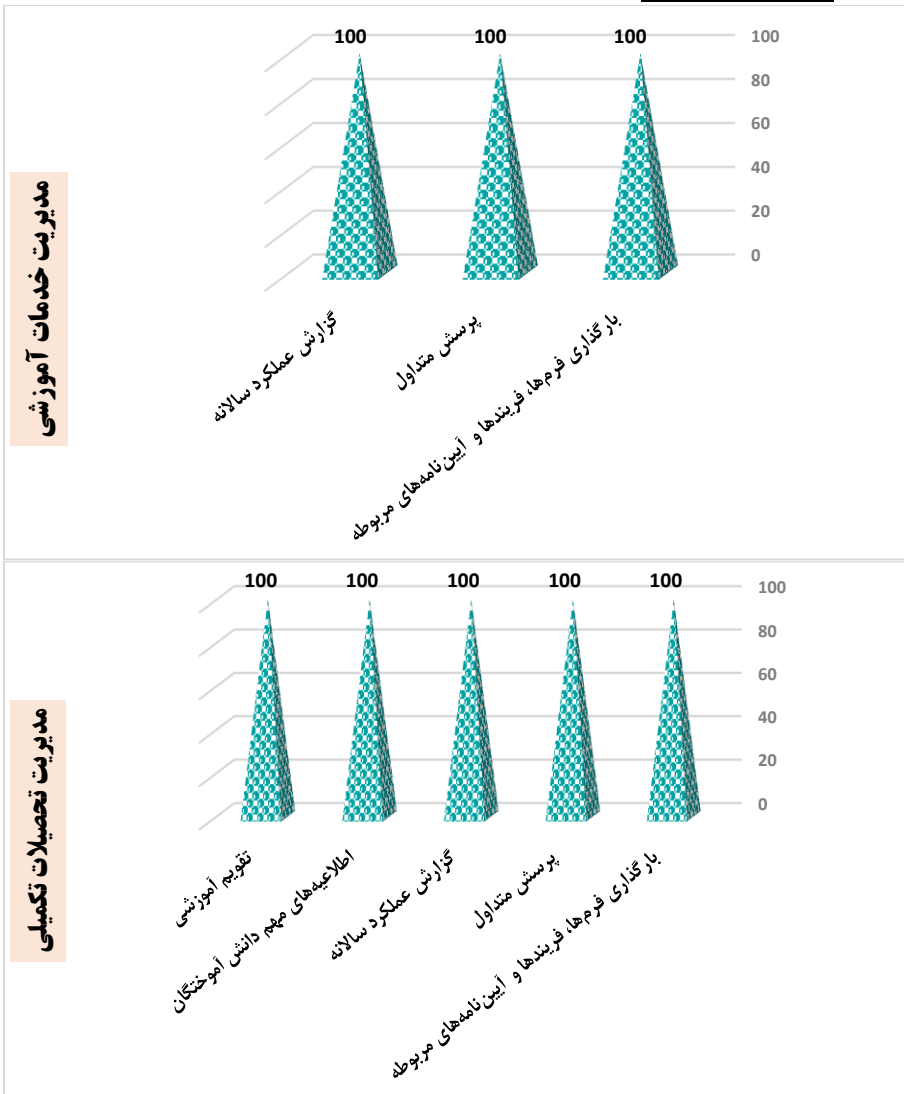 مدیریت خدمات آموزشی
100 100 100
100
80
60
40
20
0
بارگذاری فرم‌ها، فریندها و آیین‌نامه‌های مربوطه
پرسش متداول
گزارش عملکرد سالانه
مدیریت تحصیلات تکمیلی
100 100 100 100 100
100
80
60
40
20
0
بارگذاری فرم‌ها، فریندها و آیین‌نامه‌های مربوطه
پرسش متداول
گزارش عملکرد سالانه
اطلاعیه‌های مهم دانش آموختگان
تقویم آموزشی